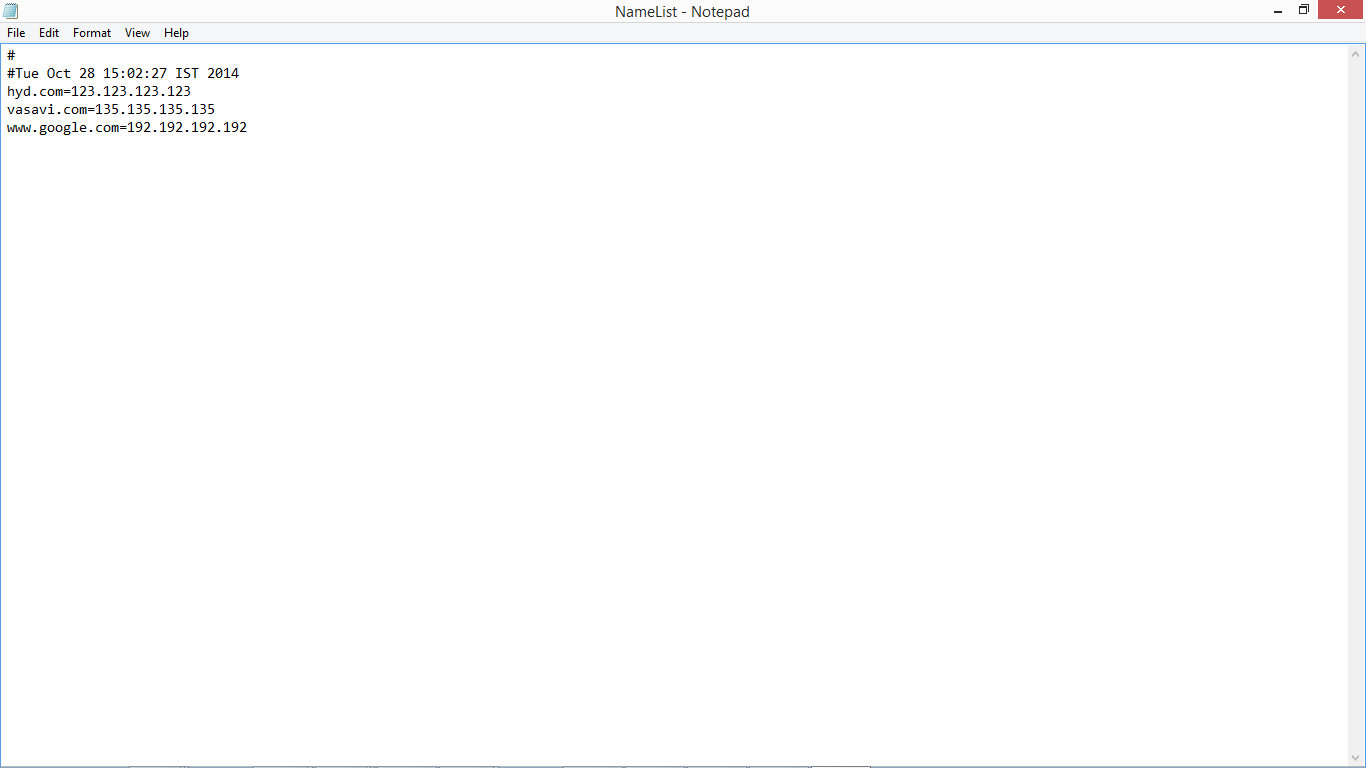 NameList - Notepad
File Edit Format View Help
#
#Tue Oct 28 15:02:27 IST 2014
hyd.com=123.123.123.123
vasavi.com=135.135.135.135
www.google.com=192.192.192.192